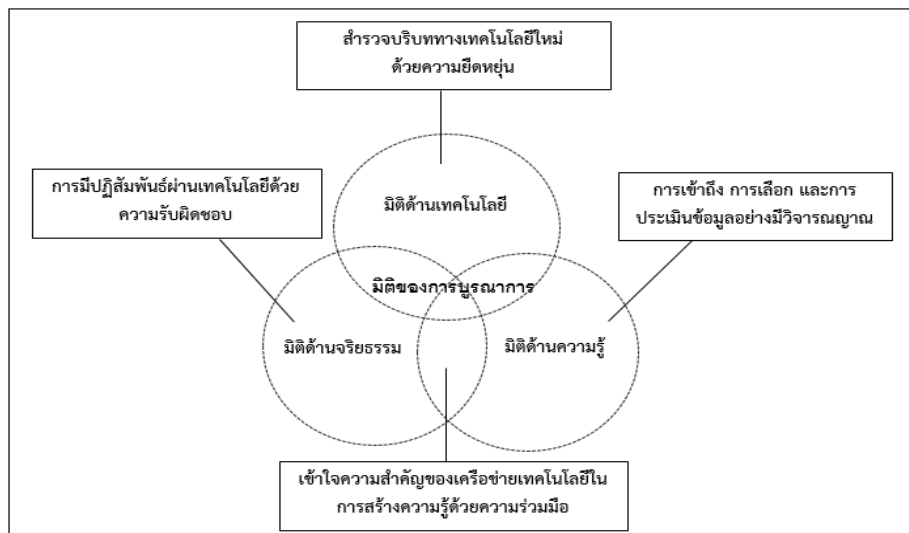 สำรวจบริบททางเทคโนโลยีใหม่
ด้วยความยืดหยุ่น
การมีปฏิสัมพันธ์ผ่านเทคโนโลยีด้วย
ความรับผิดชอบ
มิติด้านเทคโนโลยี
การเข้าถึง การเลือก และการ
ประเมินข้อมูลอย่างมีวิจารณญาณ
มิติของการบูรณาการ
มิติด้านจริยธรรม
มิติด้านความรู้
เข้าใจความสำคัญของเครือข่ายเทคโนโลยีใน
การสร้างความรู้ด้วยความร่วมมือ